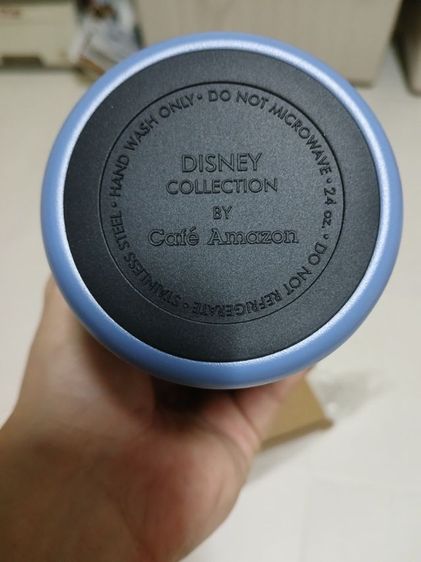 DISNEY
COLLECTION
BY
Café Amazon
STAINLESS STEEL • HAND WASH ONLY • DO NOT MICROWAVE • 24 oz. • DO NOT REFRIGERATE •